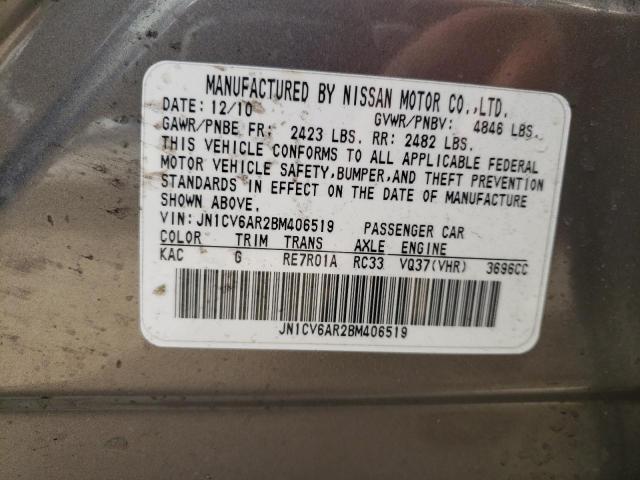 MANUFACTURED BY NISSAN MOTOR CO.,LTD.
DATE: 12/10 GVWR/PNBV: 4846 LBS.
GAWR/PNBE FR: 2423 LBS. RR: 2482 LBS.
THIS VEHICLE CONFORMS TO ALL APPLICABLE FEDERAL
MOTOR VEHICLE SAFETY, BUMPER, AND THEFT PREVENTION
STANDARDS IN EFFECT ON THE DATE OF MANUFACTURE
SHOWN ABOVE.
VIN: JN1CV6AR2BM406519 PASSENGER CAR
COLOR TRIM TRANS AXLE ENGINE
KAC G RE7R01A RC33 VQ37(VHR) 3696CC
JN1CV6AR2BM406519